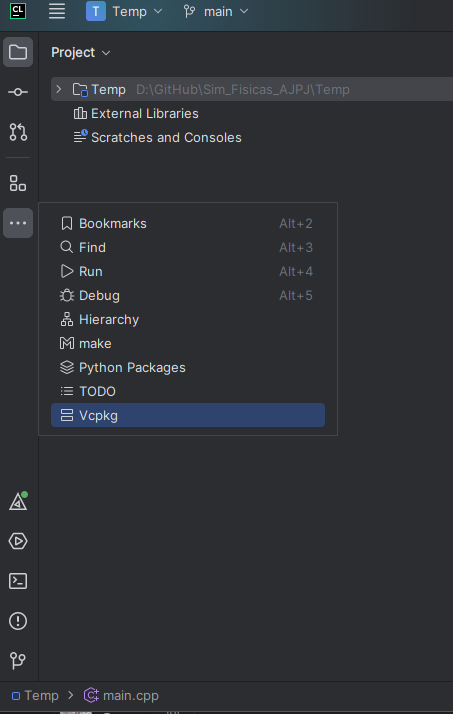 CL T Temp main
Project
Temp D:\GitHub\Sim_Fisicas_AJPJ\Temp
External Libraries
Scratches and Consoles
Bookmarks Alt+2
Find Alt+3
Run Alt+4
Debug Alt+5
Hierarchy
make
Python Packages
TODO
Vcpkg
Temp > main.cpp